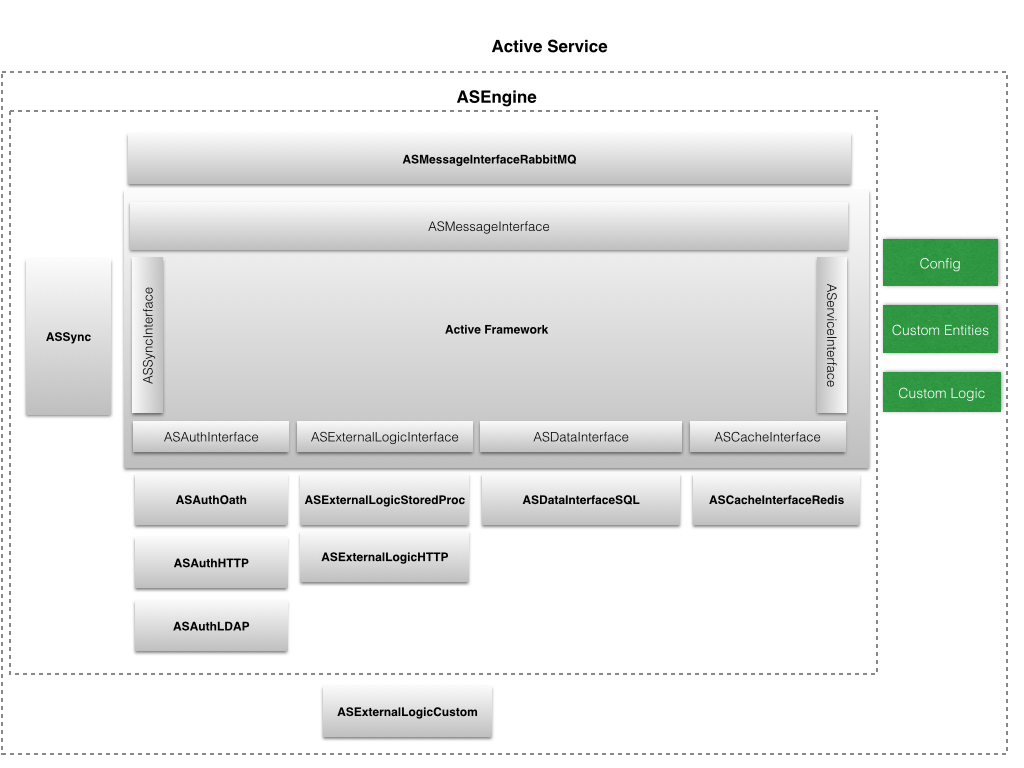 Active Service
ASEngine
ASMessageInterfaceRabbitMQ
ASMessageInterface
ASSync
ASSyncInterface
Active Framework
AServiceInterface
Config
Custom Entities
Custom Logic
ASAuthInterface
ASExternalLogicInterface
ASDataInterface
ASCacheInterface
ASAuthOath
ASExternalLogicStoredProc
ASDataInterfaceSQL
ASCacheInterfaceRedis
ASAuthHTTP
ASExternalLogicHTTP
ASAuthLDAP
ASExternalLogicCustom